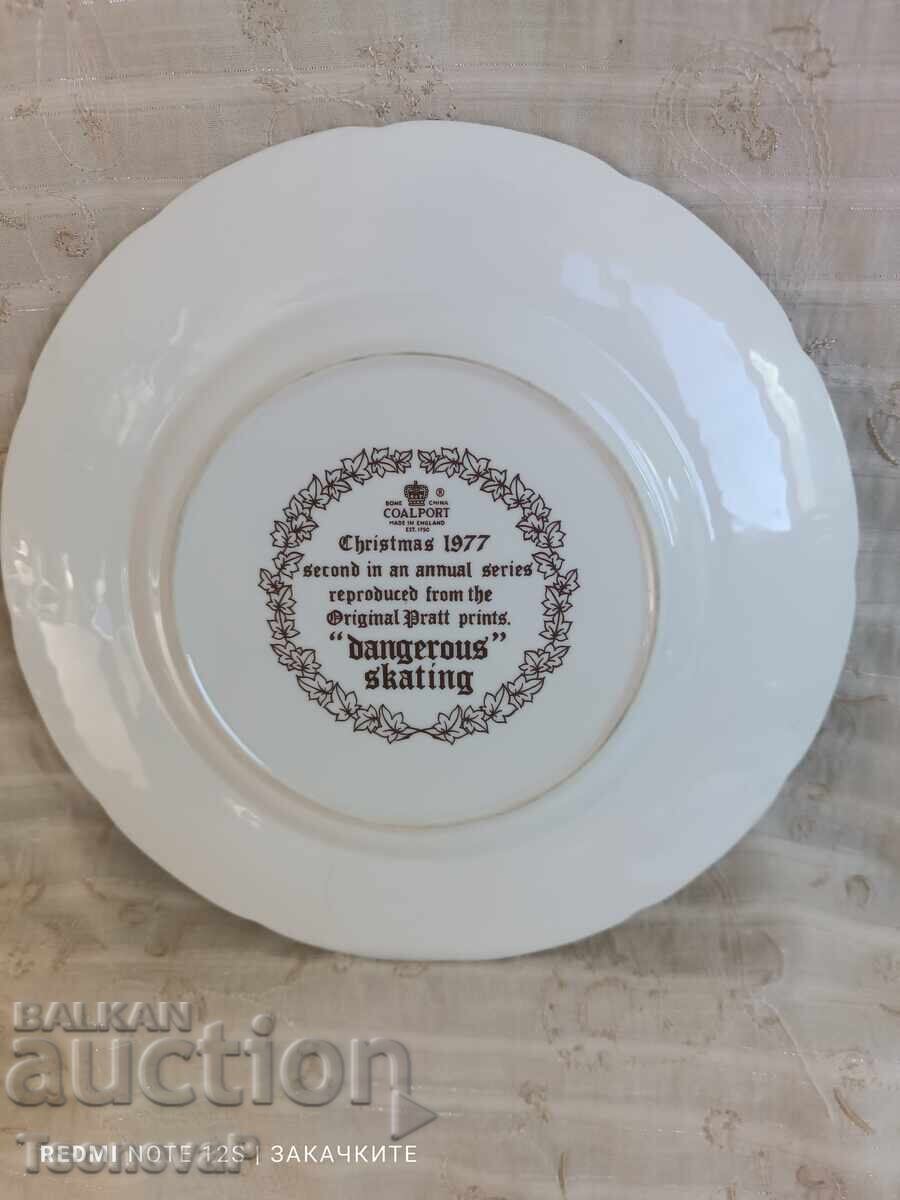 BONE CHINA ®
COALPORT
MADE IN ENGLAND
EST. 1750
Christmas 1977
second in an annual series
reproduced from the
Original Pratt prints.
"dangerous"
skating
BALKAN
auction
Teonova
REDMI NOTE 12S | ЗАКАЧКИТЕ